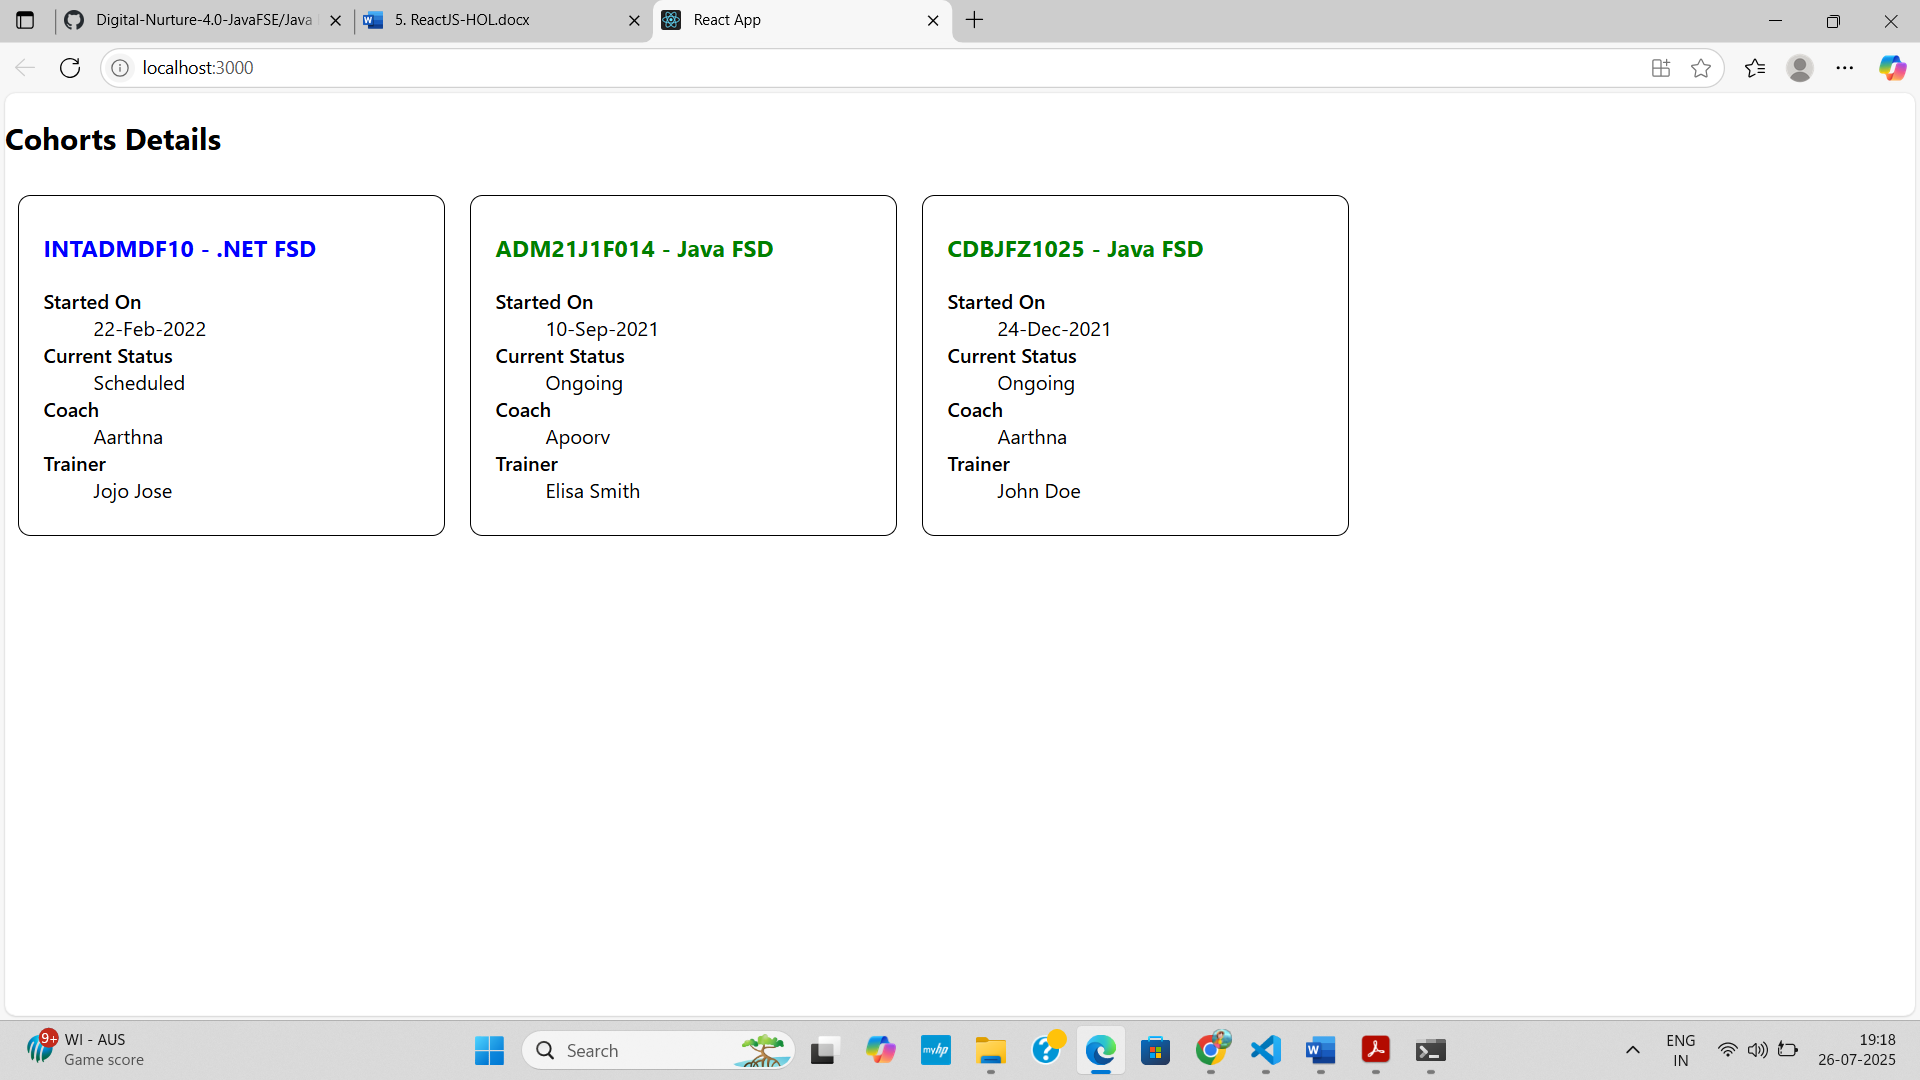 Digital-Nurture-4.0-JavaFSE/Java
5. ReactJS-HOL.docx
React App
localhost:3000
Cohorts Details
INTADMDF10 - .NET FSD
Started On
22-Feb-2022
Current Status
Scheduled
Coach
Aarthna
Trainer
Jojo Jose
ADM21J1F014 - Java FSD
Started On
10-Sep-2021
Current Status
Ongoing
Coach
Apoorv
Trainer
Elisa Smith
CDBJFZ1025 - Java FSD
Started On
24-Dec-2021
Current Status
Ongoing
Coach
Aarthna
Trainer
John Doe
9+
WI - AUS
Game score
Search
myhp
ENG
IN
19:18
26-07-2025